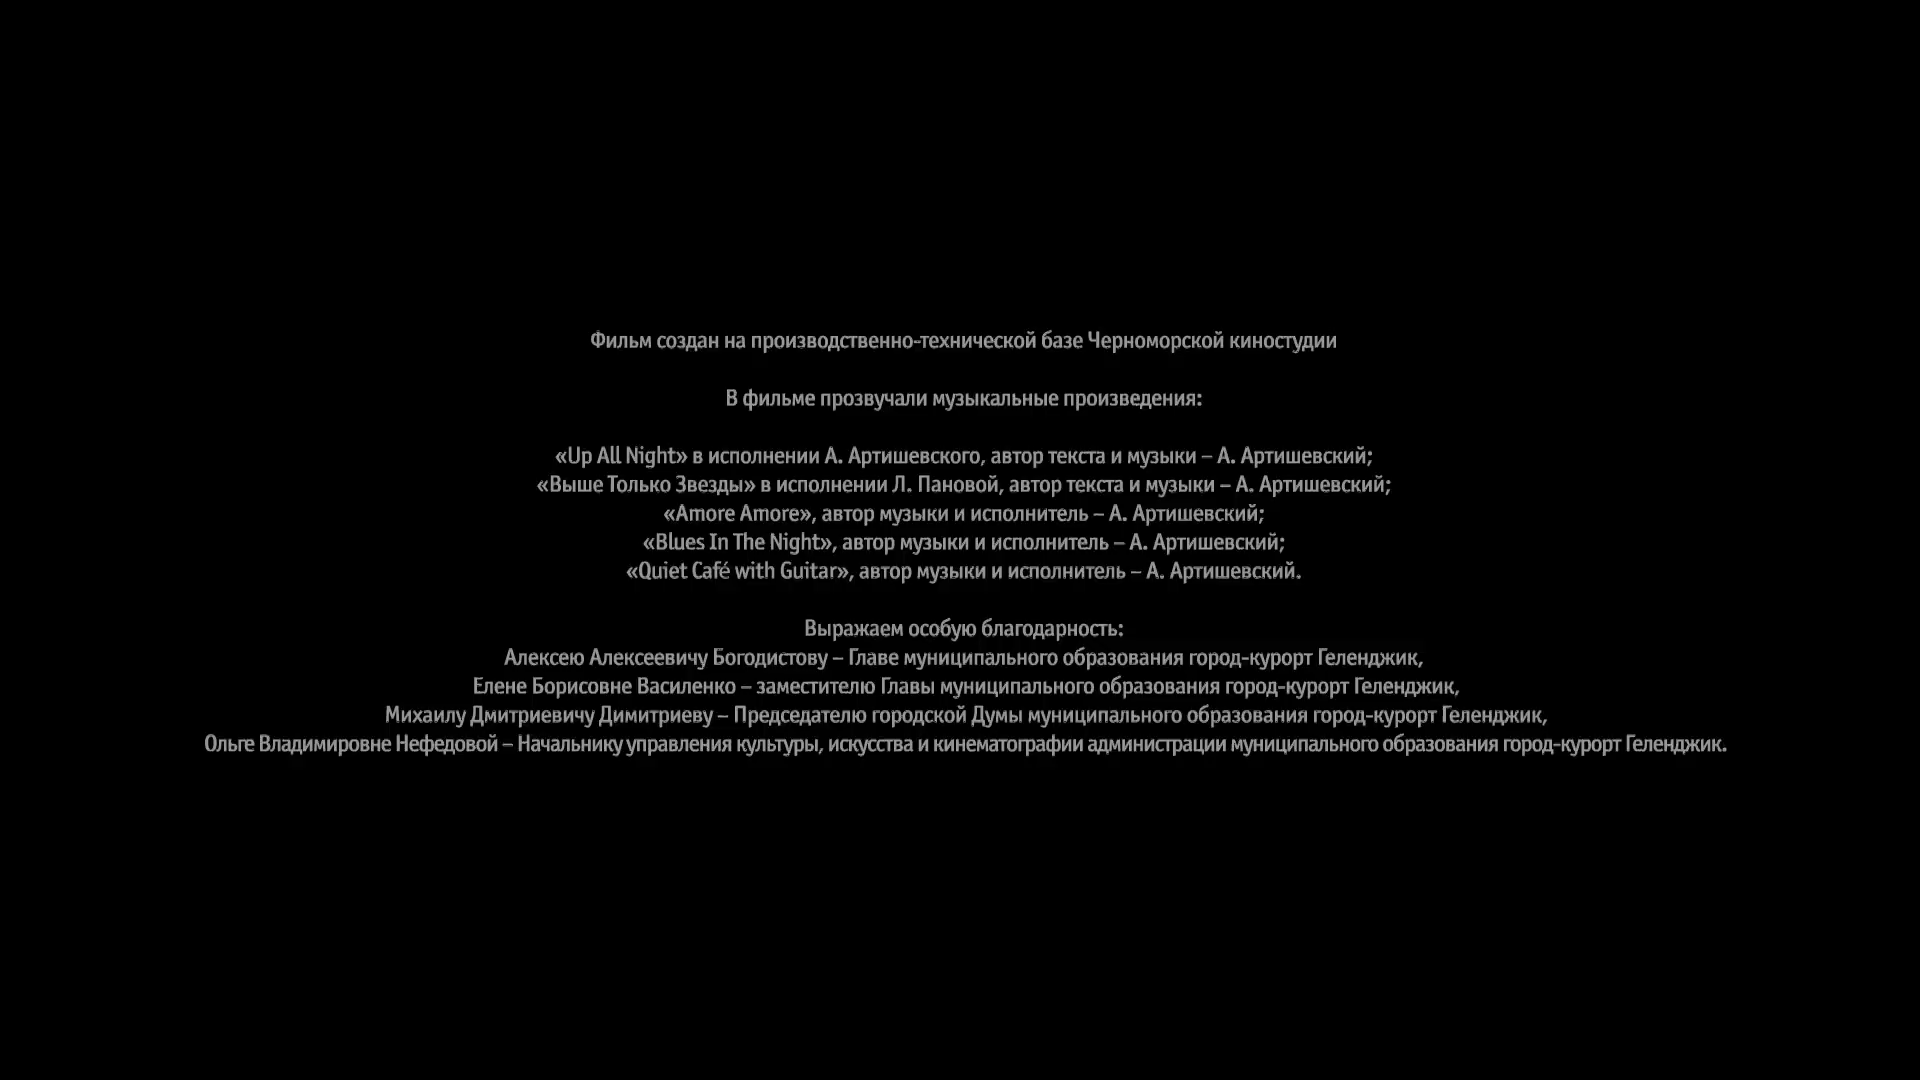 Фильм создан на производственно-технической базе Черноморской киностудии
В фильме прозвучали музыкальные произведения:
«Up All Night» в исполнении А. Артишевского, автор текста и музыки – А. Артишевский;
«Выше Только Звезды» в исполнении Л. Пановой, автор текста и музыки – А. Артишевский;
«Amore Amore», автор музыки и исполнитель – А. Артишевский;
«Blues In The Night», автор музыки и исполнитель – А. Артишевский;
«Quiet Café with Guitar», автор музыки и исполнитель – А. Артишевский.
Выражаем особую благодарность:
Алексею Алексеевичу Богодистову – Главе муниципального образования город-курорт Геленджик,
Елене Борисовне Василенко – заместителю Главы муниципального образования город-курорт Геленджик,
Михаилу Дмитриевичу Димитриеву – Председателю городской Думы муниципального образования город-курорт Геленджик,
Ольге Владимировне Нефедовой – Начальнику управления культуры, искусства и кинематографии администрации муниципального образования город-курорт Геленджик.